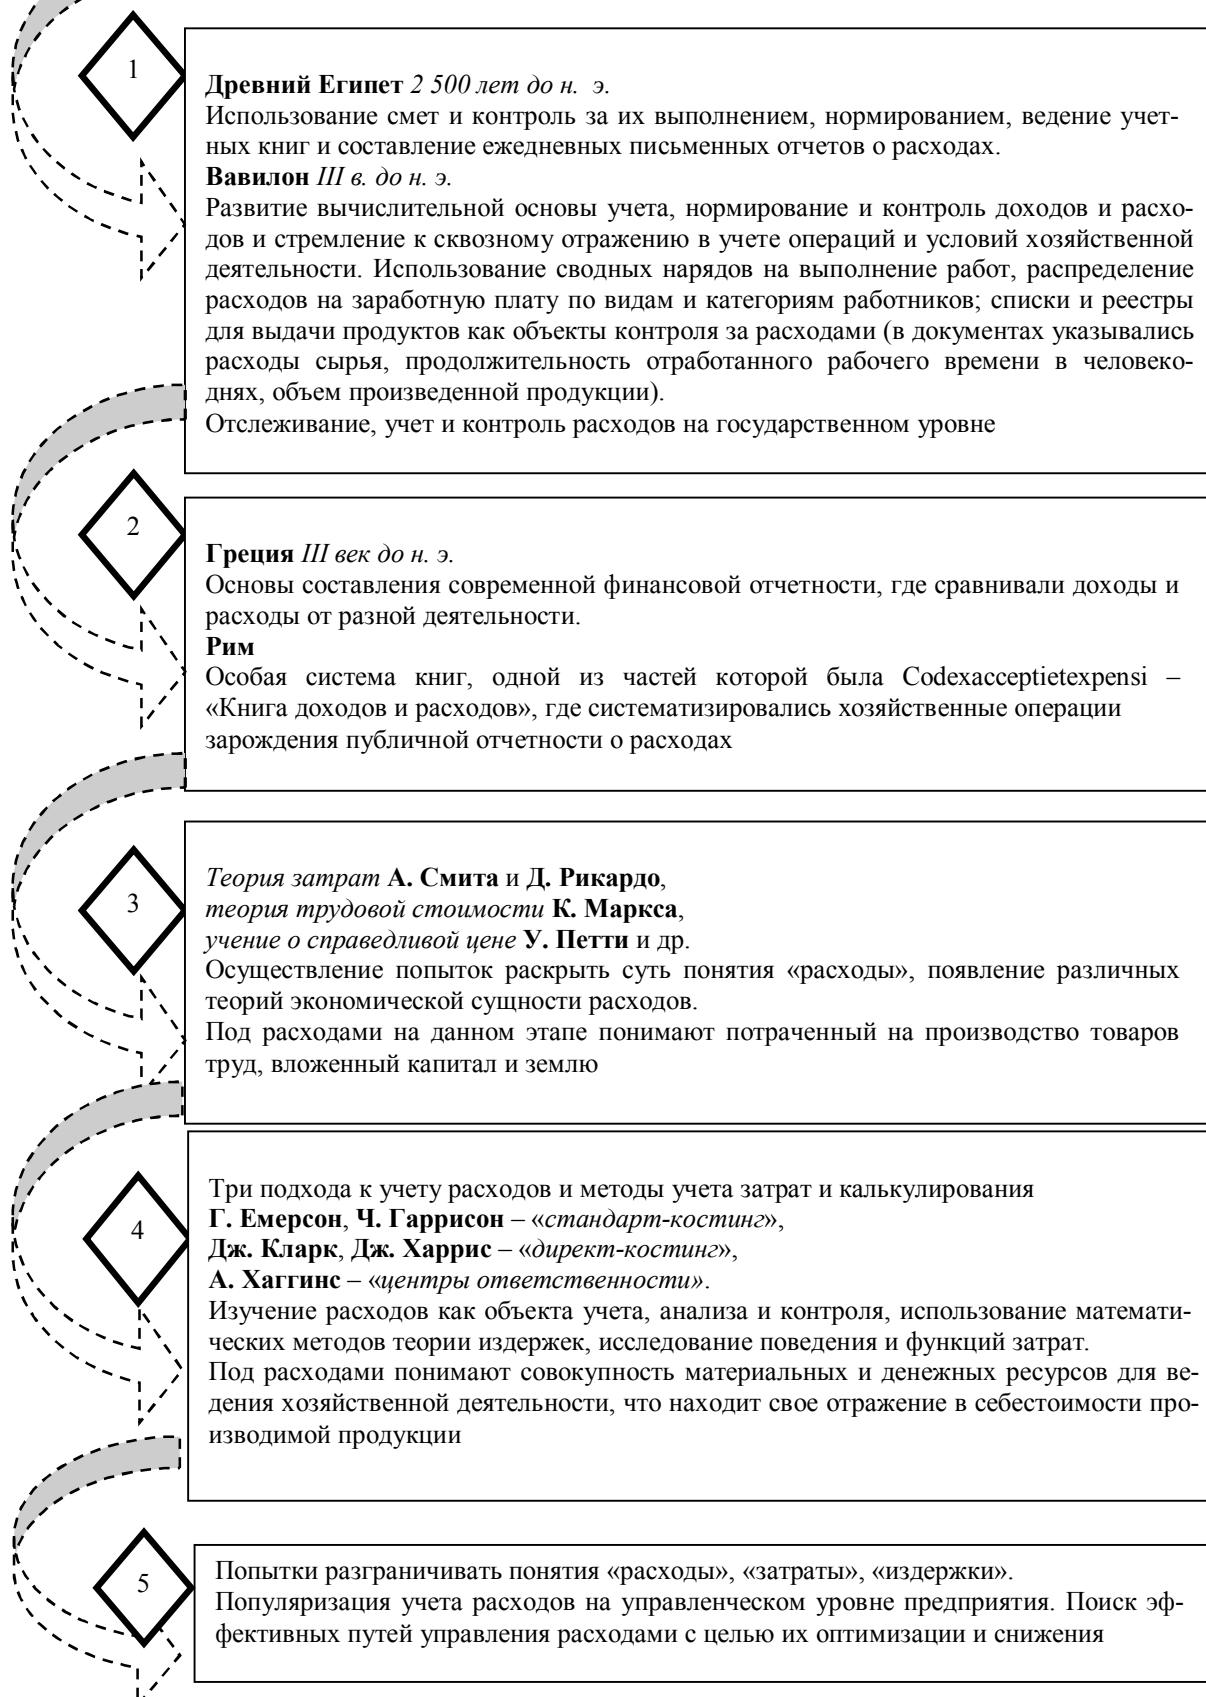 1
Древний Египет 2 500 лет до н. э.
Использование смет и контроль за их выполнением, нормированием, ведение учет-
ных книг и составление ежедневных письменных отчетов о расходах.
Вавилон III в. до н. э.
Развитие вычислительной основы учета, нормирование и контроль доходов и расхо-
дов и стремление к сквозному отражению в учете операций и условий хозяйственной
деятельности. Использование сводных нарядов на выполнение работ, распределение
расходов на заработную плату по видам и категориям работников; списки и реестры
для выдачи продуктов как объекты контроля за расходами (в документах указывались
расходы сырья, продолжительность отработанного рабочего времени в человеко-
днях, объем произведенной продукции).
Отслеживание, учет и контроль расходов на государственном уровне
2
Греция III век до н. э.
Основы составления современной финансовой отчетности, где сравнивали доходы и
расходы от разной деятельности.
Рим
Особая система книг, одной из частей которой была Codexacceptietexpensi –
«Книга доходов и расходов», где систематизировались хозяйственные операции
зарождения публичной отчетности о расходах
3
Теория затрат А. Смита и Д. Рикардо,
теория трудовой стоимости К. Маркса,
учение о справедливой цене У. Петти и др.
Осуществление попыток раскрыть суть понятия «расходы», появление различных
теорий экономической сущности расходов.
Под расходами на данном этапе понимают потраченный на производство товаров
труд, вложенный капитал и землю
4
Три подхода к учету расходов и методы учета затрат и калькулирования
Г. Емерсон, Ч. Гаррисон – «стандарт-костинг»,
Дж. Кларк, Дж. Харрис – «директ-костинг»,
А. Хаггинс – «центры ответственности».
Изучение расходов как объекта учета, анализа и контроля, использование математи-
ческих методов теории издержек, исследование поведения и функций затрат.
Под расходами понимают совокупность материальных и денежных ресурсов для ве-
дения хозяйственной деятельности, что находит свое отражение в себестоимости про-
изводимой продукции
5
Попытки разграничивать понятия «расходы», «затраты», «издержки».
Популяризация учета расходов на управленческом уровне предприятия. Поиск эф-
фективных путей управления расходами с целью их оптимизации и снижения